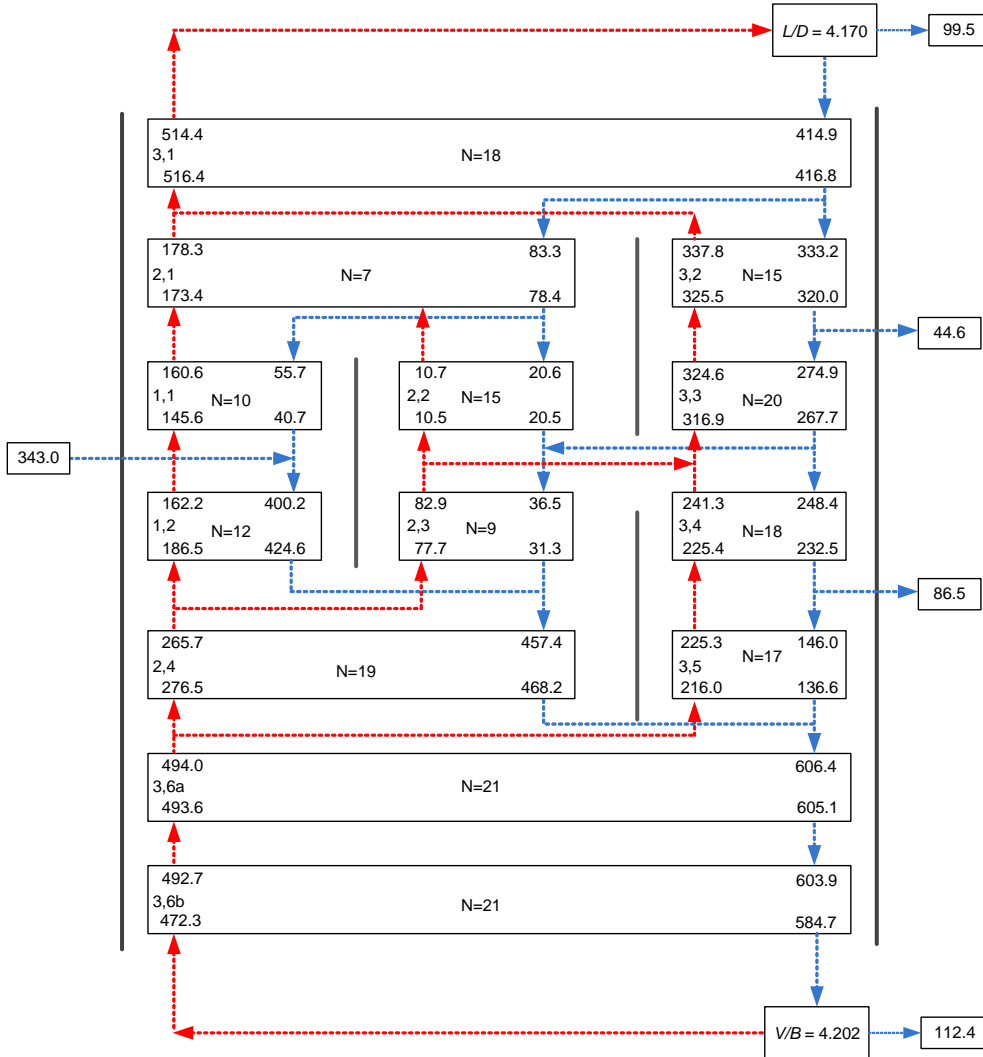 L/D = 4.170
99.5
514.4 414.9
3,1 N=18
516.4 416.8
178.3 83.3
2,1 N=7
173.4 78.4
337.8 333.2
3,2 N=15
325.5 320.0
44.6
160.6 55.7
1,1 N=10
145.6 40.7
10.7 20.6
2,2 N=15
10.5 20.5
324.6 274.9
3,3 N=20
316.9 267.7
343.0
162.2 400.2
1,2 N=12
186.5 424.6
82.9 36.5
2,3 N=9
77.7 31.3
241.3 248.4
3,4 N=18
225.4 232.5
86.5
265.7 457.4
2,4 N=19
276.5 468.2
225.3 146.0
3,5 N=17
216.0 136.6
494.0 606.4
3,6a N=21
493.6 605.1
492.7 603.9
3,6b N=21
472.3 584.7
V/B = 4.202
112.4